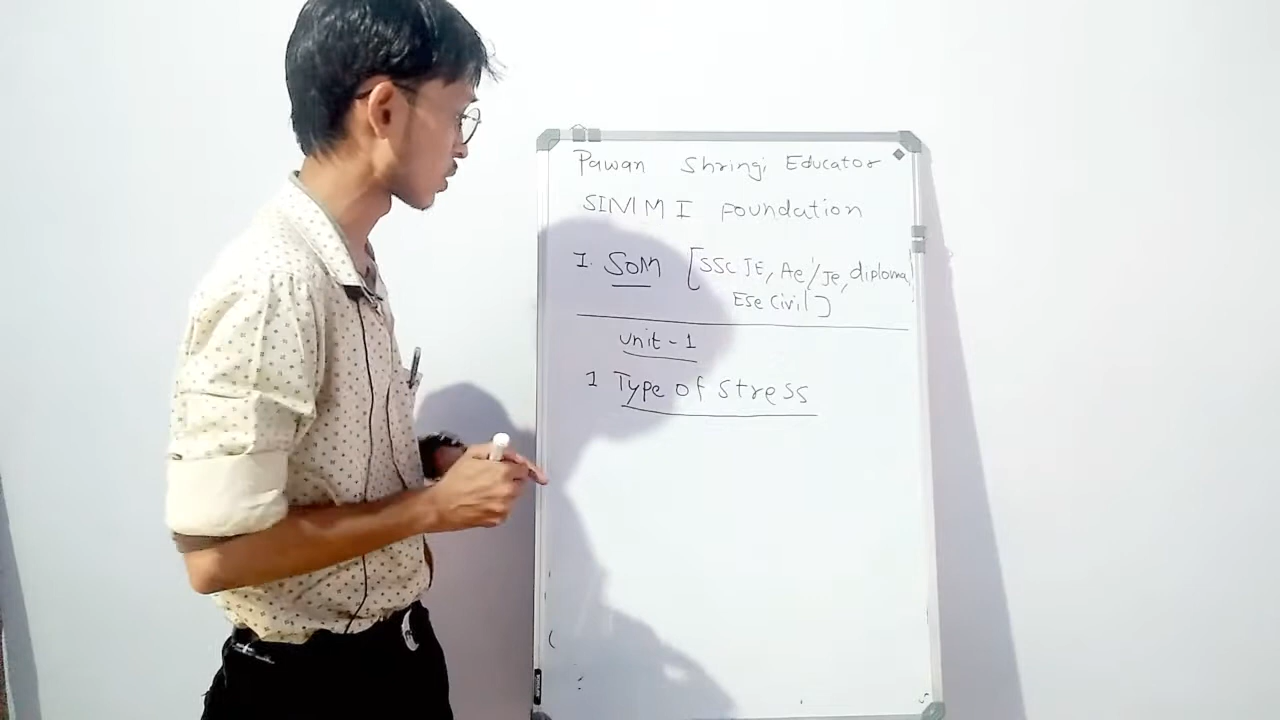 Pawan Shringi Educator
SIMMI Foundation
I. SOM [SSC JE, Ae/Je, diploma,
Ese civil]
Unit-1
1 Type of stress